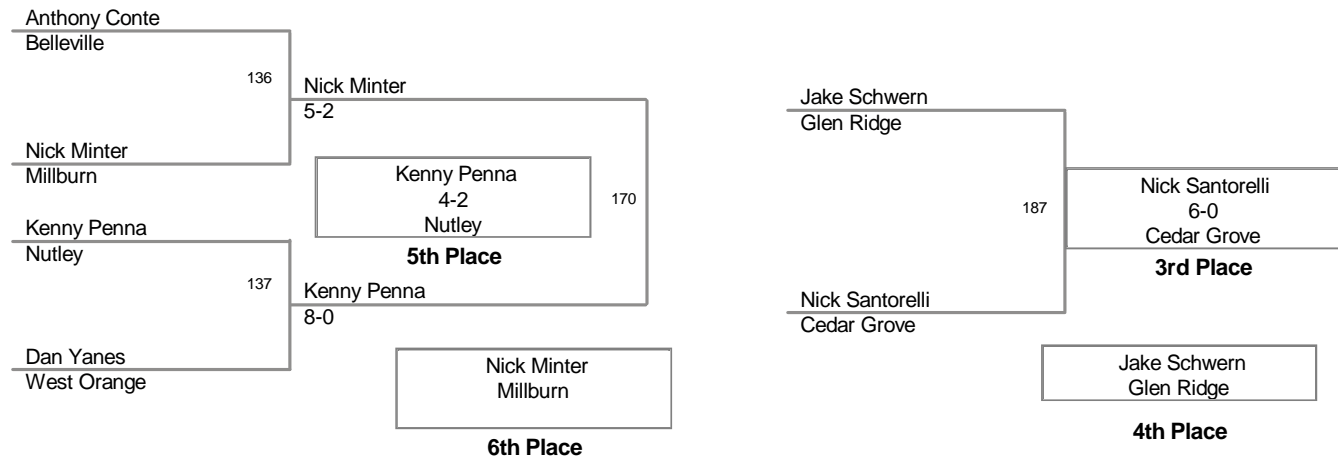 Anthony Conte
Belleville
136
Nick Minter
5-2
Nick Minter
Millburn
Kenny Penna
4-2
Nutley
5th Place
170
Kenny Penna
Nutley
137
Kenny Penna
8-0
Dan Yanes
West Orange
Nick Minter
Millburn
6th Place
Jake Schwern
Glen Ridge
187
Nick Santorelli
6-0
Cedar Grove
3rd Place
Nick Santorelli
Cedar Grove
Jake Schwern
Glen Ridge
4th Place